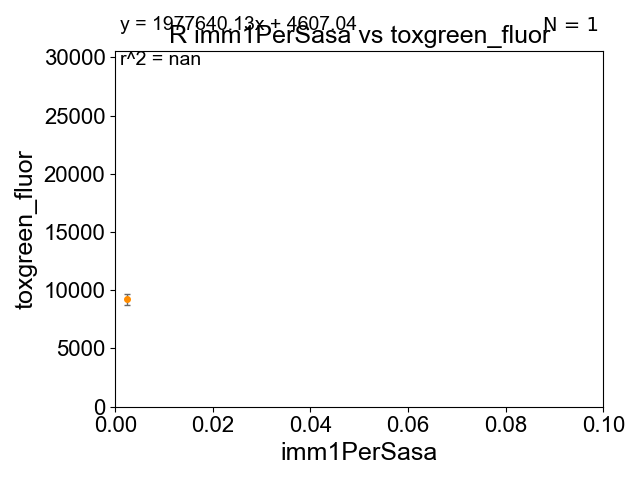 y = 1977640.13x + 4607.04
N = 1
R imm1PerSasa vs toxgreen_fluor
r^2 = nan
30000
25000
20000
15000
10000
5000
0
toxgreen_fluor
0.00 0.02 0.04 0.06 0.08 0.10
imm1PerSasa